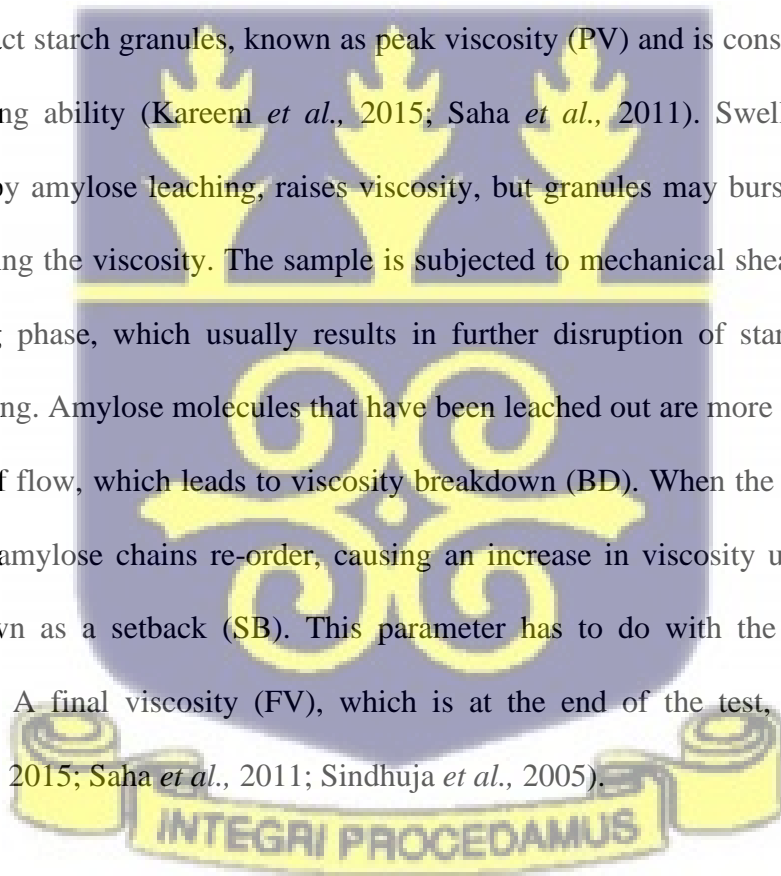 act starch granules, known as peak viscosity (PV) and is cons
ng ability (Kareem et al., 2015; Saha et al., 2011). Swell
y amylose leaching, raises viscosity, but granules may burs
ing the viscosity. The sample is subjected to mechanical shea
phase, which usually results in further disruption of star
ng. Amylose molecules that have been leached out are more
f flow, which leads to viscosity breakdown (BD). When the
amylose chains re-order, causing an increase in viscosity u
wn as a setback (SB). This parameter has to do with the
A final viscosity (FV), which is at the end of the test,
2015; Saha et al., 2011; Sindhuja et al., 2005).
INTEGRI PROCEDAMUS